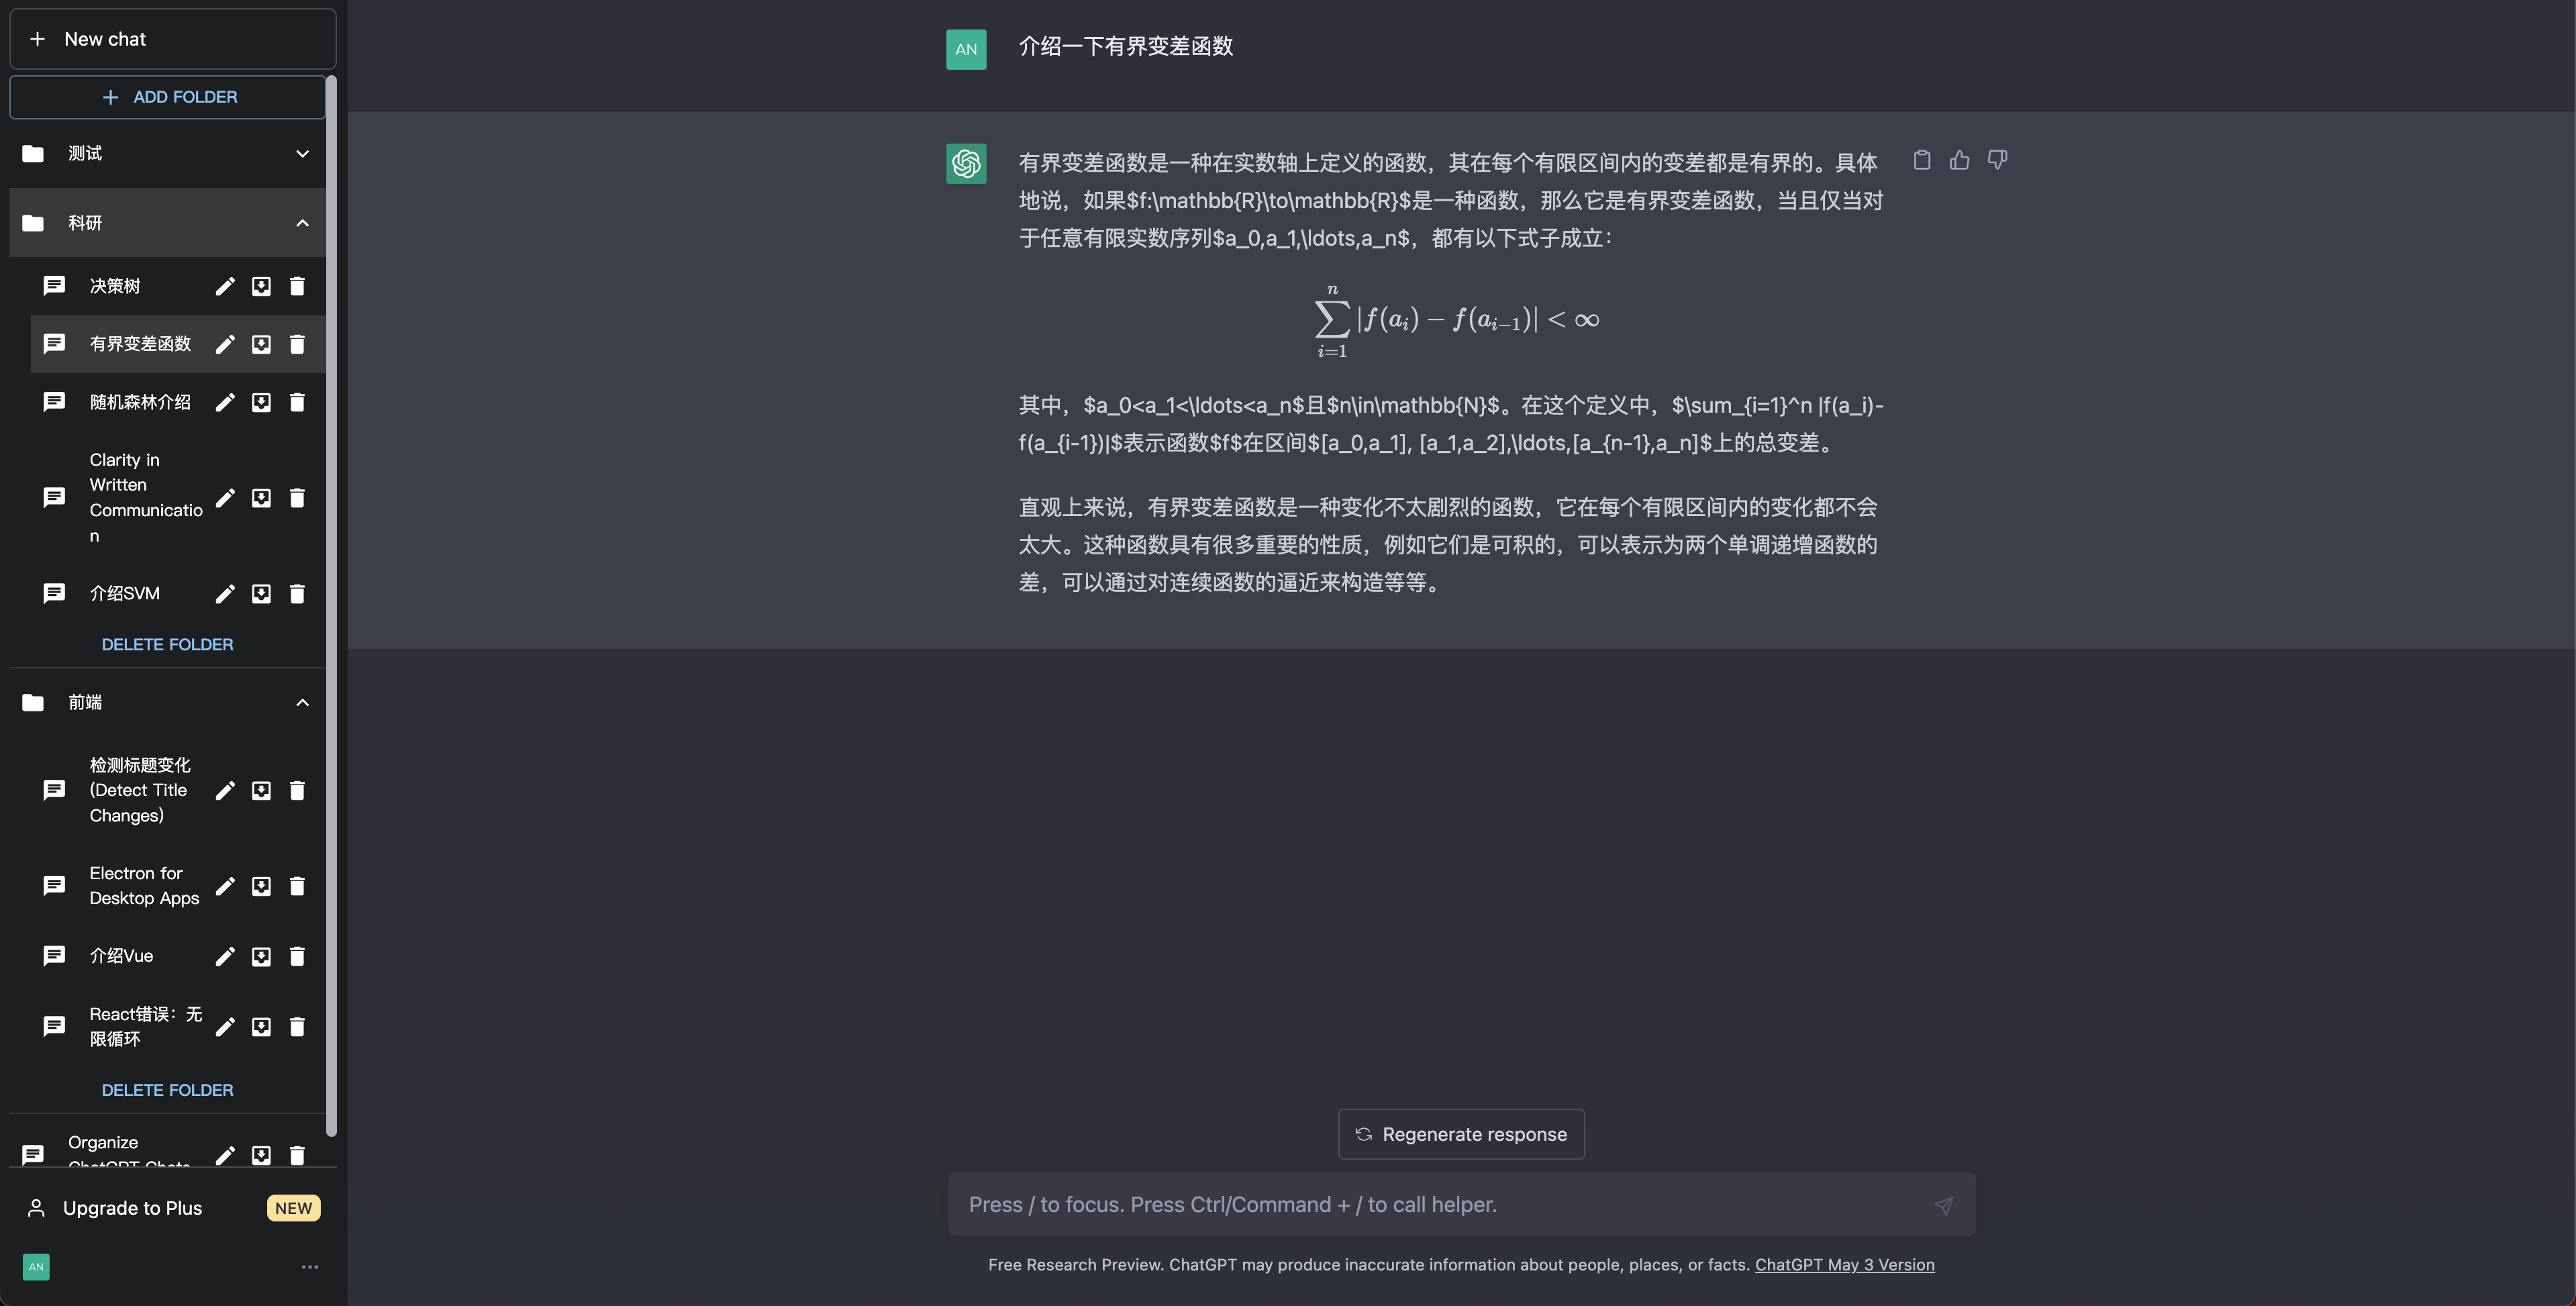 New chat
ADD FOLDER
测试
科研
决策树
有界变差函数
随机森林介绍
Clarity in
Written
Communicatio
n
介绍SVM
DELETE FOLDER
前端
检测标题变化
(Detect Title
Changes)
Electron for
Desktop Apps
介绍Vue
React错误：无
限循环
DELETE FOLDER
Organize
ChatGPT Chats
Upgrade to Plus
NEW
AN
AN
介绍一下有界变差函数
有界变差函数是一种在实数轴上定义的函数，其在每个有限区间内的变差都是有界的。具体
地说，如果$f:\mathbb{R}\to\mathbb{R}$是一种函数，那么它是有界变差函数，当且仅当对
于任意有限实数序列$a_0,a_1,\ldots,a_n$，都有以下式子成立：
n
∑|f(aᵢ) − f(aᵢ₋₁)| < ∞
i=1
其中，$a_0<a_1<\ldots<a_n$且$n\in\mathbb{N}$。在这个定义中，$\sum_{i=1}^n |f(a_i)-
f(a_{i-1})|$表示函数$f$在区间$[a_0,a_1], [a_1,a_2],\ldots,[a_{n-1},a_n]$上的总变差。
直观上来说，有界变差函数是一种变化不太剧烈的函数，它在每个有限区间内的变化都不会
太大。这种函数具有很多重要的性质，例如它们是可积的，可以表示为两个单调递增函数的
差，可以通过对连续函数的逼近来构造等等。
Regenerate response
Press / to focus. Press Ctrl/Command + / to call helper.
Free Research Preview. ChatGPT may produce inaccurate information about people, places, or facts. ChatGPT May 3 Version